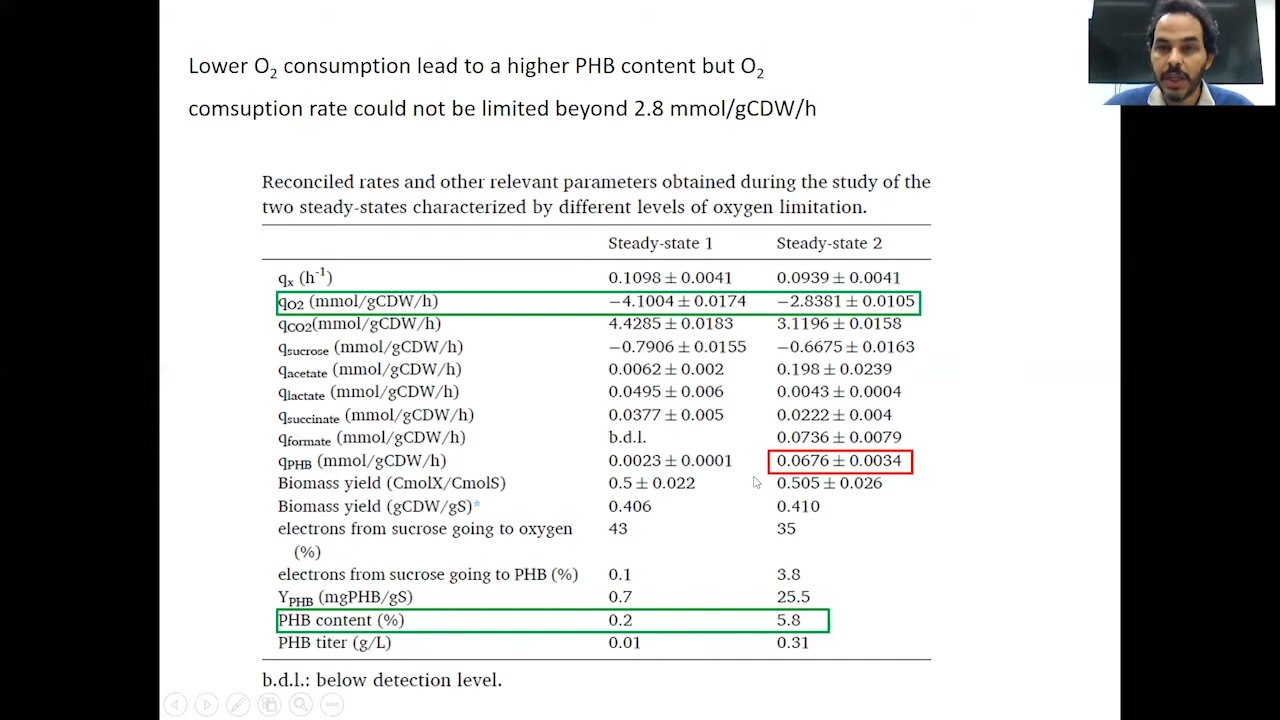 Lower O₂ consumption lead to a higher PHB content but O₂
comsuption rate could not be limited beyond 2.8 mmol/gCDW/h
Reconciled rates and other relevant parameters obtained during the study of the
two steady-states characterized by different levels of oxygen limitation.
Steady-state 1 Steady-state 2
qx (h⁻¹) 0.1098 ± 0.0041 0.0939 ± 0.0041
qO2 (mmol/gCDW/h) −4.1004 ± 0.0174 −2.8381 ± 0.0105
qCO2(mmol/gCDW/h) 4.4285 ± 0.0183 3.1196 ± 0.0158
qsucrose (mmol/gCDW/h) −0.7906 ± 0.0155 −0.6675 ± 0.0163
qacetate (mmol/gCDW/h) 0.0062 ± 0.002 0.198 ± 0.0239
qlactate (mmol/gCDW/h) 0.0495 ± 0.006 0.0043 ± 0.0004
qsuccinate (mmol/gCDW/h) 0.0377 ± 0.005 0.0222 ± 0.004
qformate (mmol/gCDW/h) b.d.l. 0.0736 ± 0.0079
qPHB (mmol/gCDW/h) 0.0023 ± 0.0001 0.0676 ± 0.0034
Biomass yield (CmolX/CmolS) 0.5 ± 0.022 0.505 ± 0.026
Biomass yield (gCDW/gS)* 0.406 0.410
electrons from sucrose going to oxygen 43 35
(%)
electrons from sucrose going to PHB (%) 0.1 3.8
YPHB (mgPHB/gS) 0.7 25.5
PHB content (%) 0.2 5.8
PHB titer (g/L) 0.01 0.31
b.d.l.: below detection level.